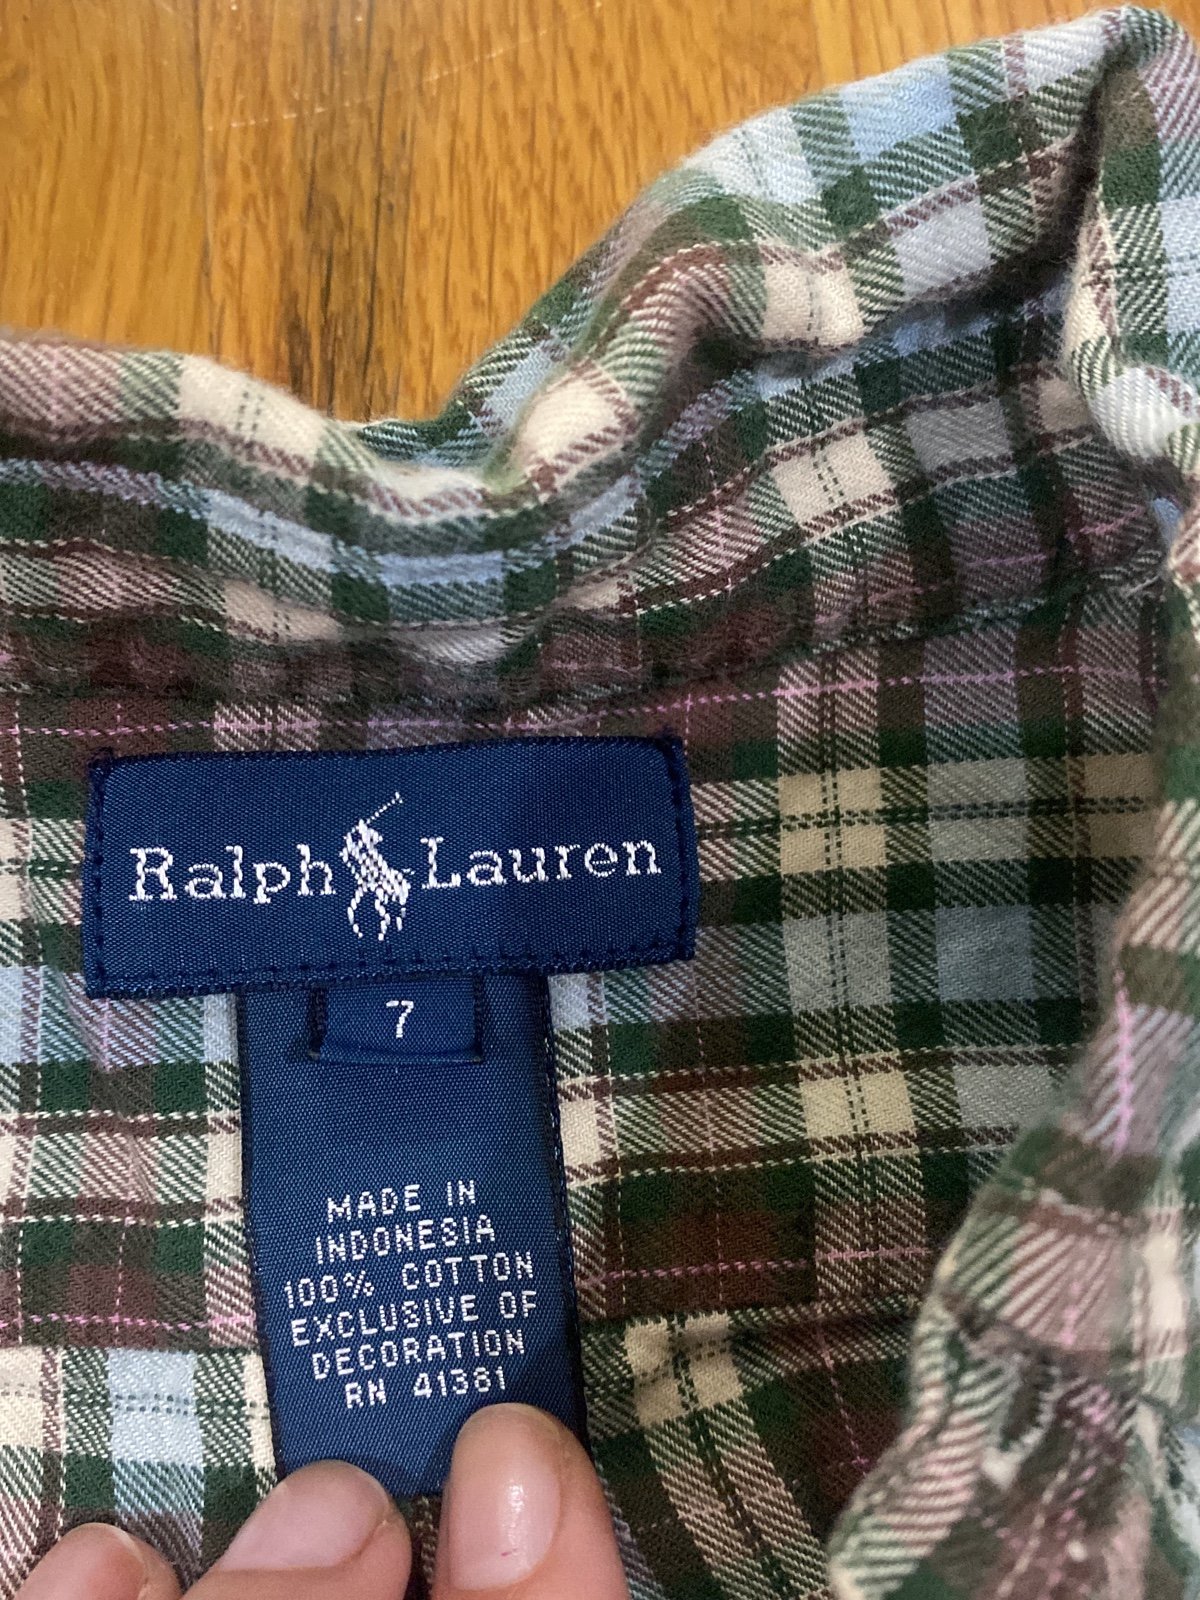 Ralph Lauren
7
MADE IN
INDONESIA
100% COTTON
EXCLUSIVE OF
DECORATION
RN 41381